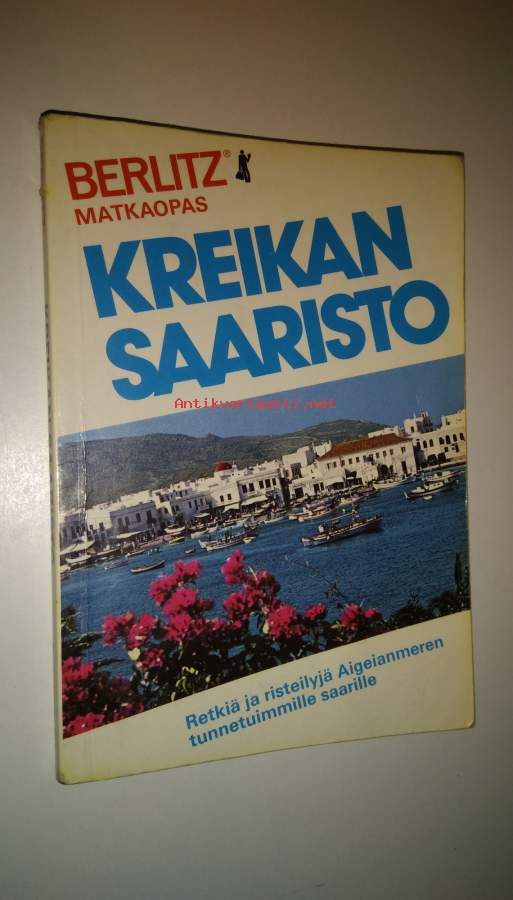 BERLITZ®
MATKAOPAS
KREIKAN
SAARISTO
Antikvariaatti.net
Retkiä ja risteilyjä Aigeianmeren
tunnetuimmille saarille